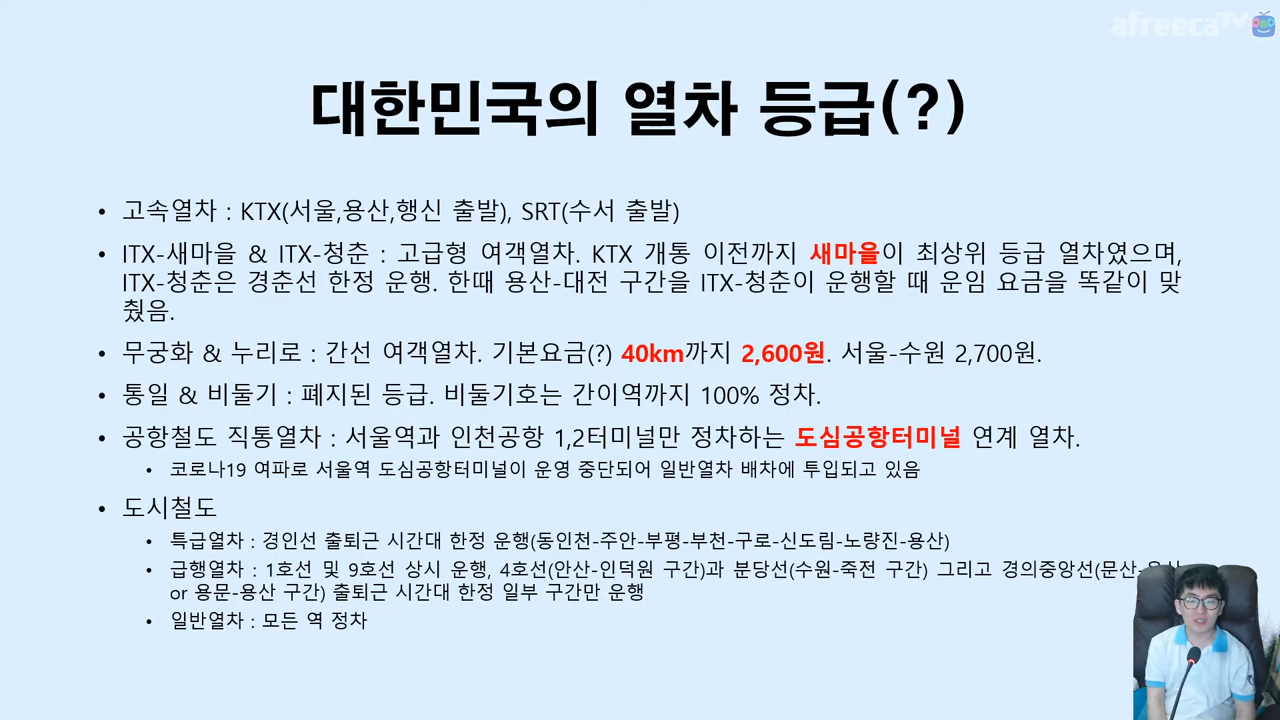 afreecaTV
대한민국의 열차 등급(?)
• 고속열차 : KTX(서울,용산,행신 출발), SRT(수서 출발)
• ITX-새마을 & ITX-청춘 : 고급형 여객열차. KTX 개통 이전까지 새마을이 최상위 등급 열차였으며,
ITX-청춘은 경춘선 한정 운행. 한때 용산-대전 구간을 ITX-청춘이 운행할 때 운임 요금을 똑같이 맞
췄음.
• 무궁화 & 누리로 : 간선 여객열차. 기본요금(?) 40km까지 2,600원. 서울-수원 2,700원.
• 통일 & 비둘기 : 폐지된 등급. 비둘기호는 간이역까지 100% 정차.
• 공항철도 직통열차 : 서울역과 인천공항 1,2터미널만 정차하는 도심공항터미널 연계 열차.
• 코로나19 여파로 서울역 도심공항터미널이 운영 중단되어 일반열차 배차에 투입되고 있음
• 도시철도
• 특급열차 : 경인선 출퇴근 시간대 한정 운행(동인천-주안-부평-부천-구로-신도림-노량진-용산)
• 급행열차 : 1호선 및 9호선 상시 운행, 4호선(안산-인덕원 구간)과 분당선(수원-죽전 구간) 그리고 경의중앙선(문산-용산
or 용문-용산 구간) 출퇴근 시간대 한정 일부 구간만 운행
• 일반열차 : 모든 역 정차